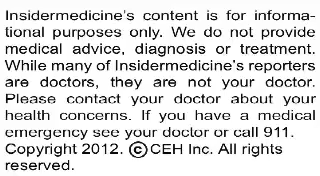 Insidermedicine's content is for informa-
tional purposes only. We do not provide
medical advice, diagnosis or treatment.
While many of Insidermedicine's reporters
are doctors, they are not your doctor.
Please contact your doctor about your
health concerns. If you have a medical
emergency see your doctor or call 911.
Copyright 2012. ©CEH Inc. All rights
reserved.